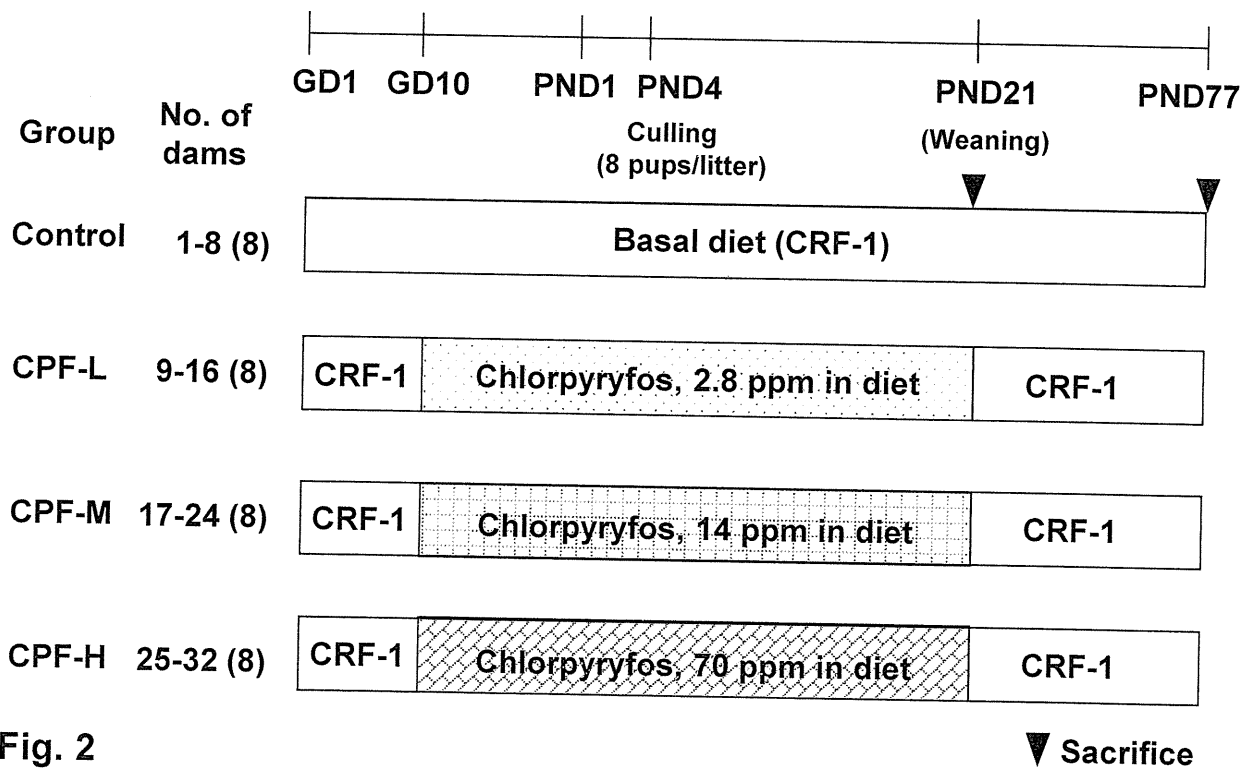 GD1 GD10 PND1 PND4 PND21 PND77
Group No. of dams
Culling
(8 pups/litter)
(Weaning)
Control 1-8 (8) Basal diet (CRF-1)
CPF-L 9-16 (8) CRF-1 Chlorpyryfos, 2.8 ppm in diet CRF-1
CPF-M 17-24 (8) CRF-1 Chlorpyryfos, 14 ppm in diet CRF-1
CPF-H 25-32 (8) CRF-1 Chlorpyryfos, 70 ppm in diet CRF-1
Fig. 2
Sacrifice